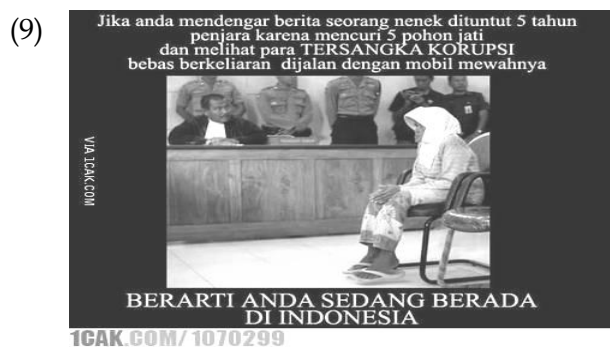 (9)
Jika anda mendengar berita seorang nenek dituntut 5 tahun
penjara karena mencuri 5 pohon jati
dan melihat para TERSANGKA KORUPSI
bebas berkeliaran dijalan dengan mobil mewahnya
VIA 1CAK.COM
BERARTI ANDA SEDANG BERADA
DI INDONESIA
1CAK.COM/1070299